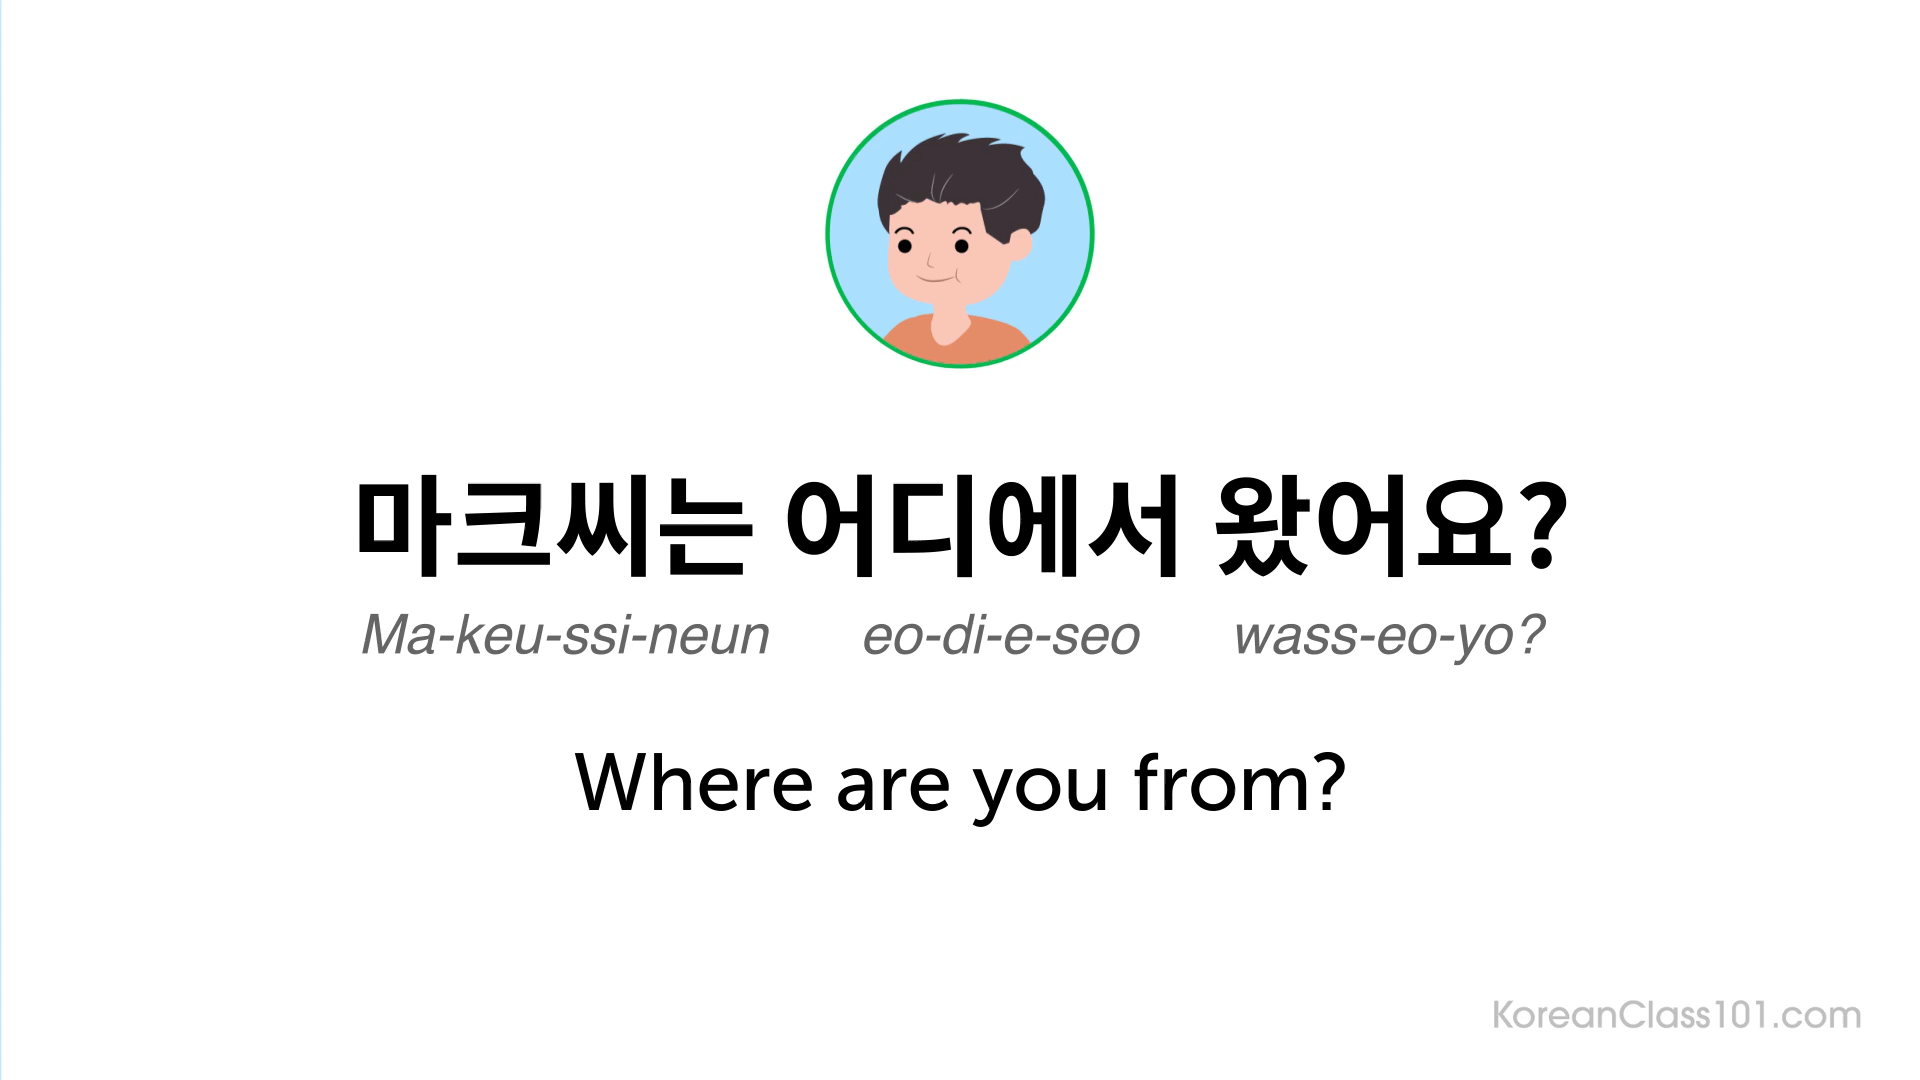 마크씨는 어디에서 왔어요?
Ma-keu-ssi-neun eo-di-e-seo wass-eo-yo?
Where are you from?
KoreanClass101.com